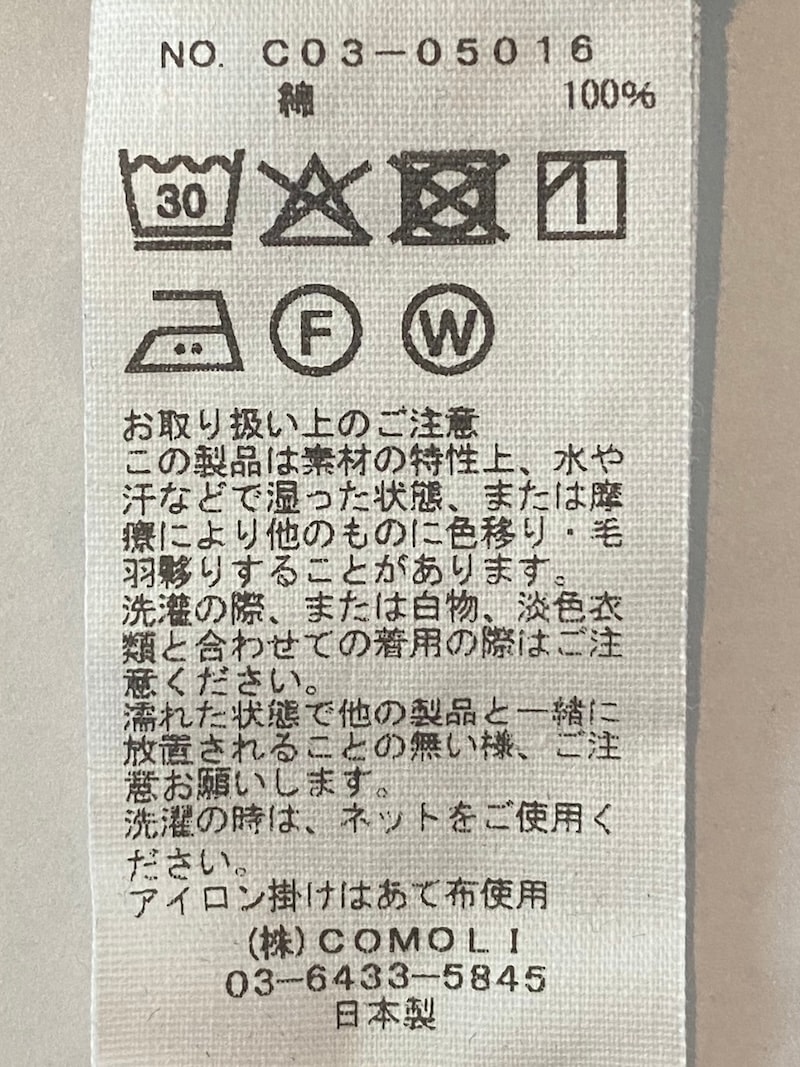 NO. C03-05016
綿 100%
30
F W
お取り扱い上のご注意
この製品は素材の特性上、水や
汗などで湿った状態、または摩
擦により他のものに色移り・毛
羽移りすることがあります。
洗濯の際、または白物、淡色衣
類と合わせての着用の際はご注
意ください。
濡れた状態で他の製品と一緒に
放置されることの無い様、ご注
意お願いします。
洗濯の時は、ネットをご使用く
ださい。
アイロン掛けはあて布使用
(株)COMOLI
03-6433-5845
日本製